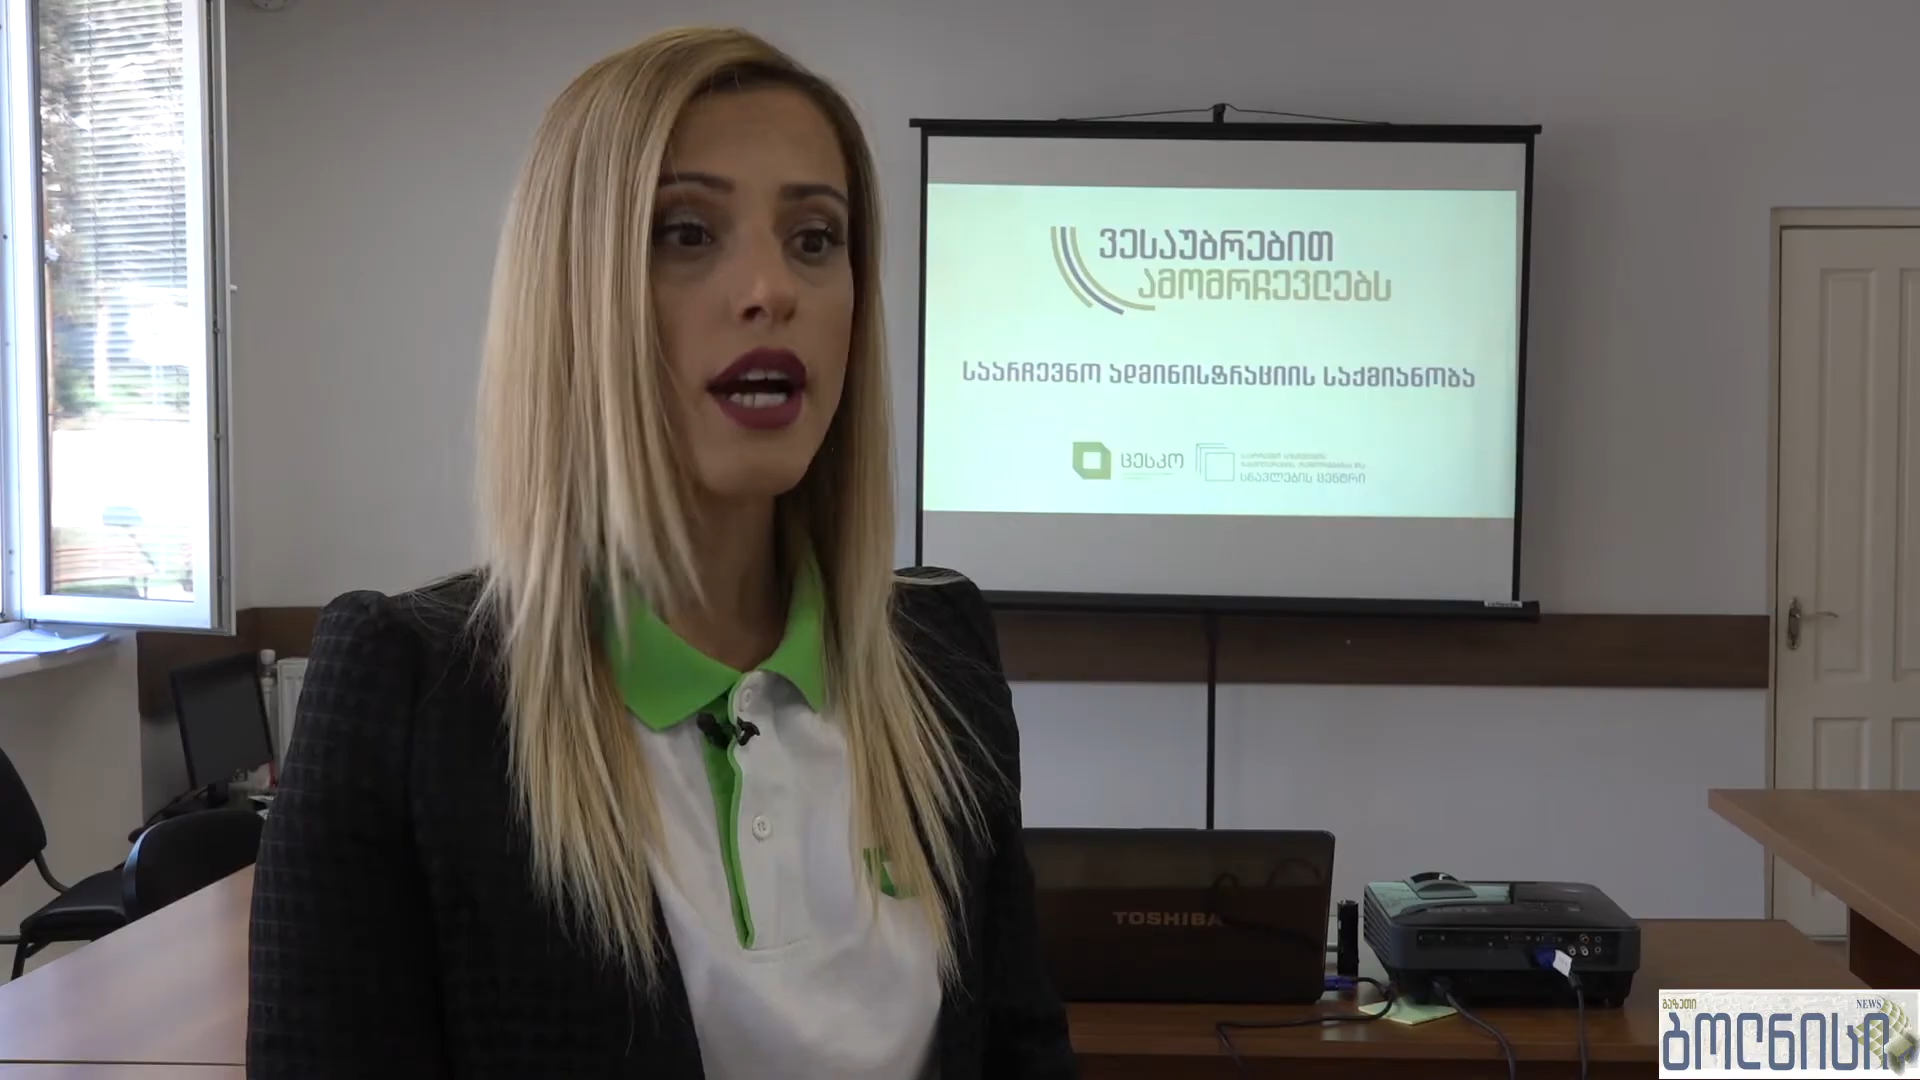 ვესაუბრებით
ამომრჩევლებს
საარჩევნო ადმინისტრაციის საქმიანობა
ცესკო
სწავლების ცენტრი
TOSHIBA
გაზეთი
NEWS
ბოლნისი